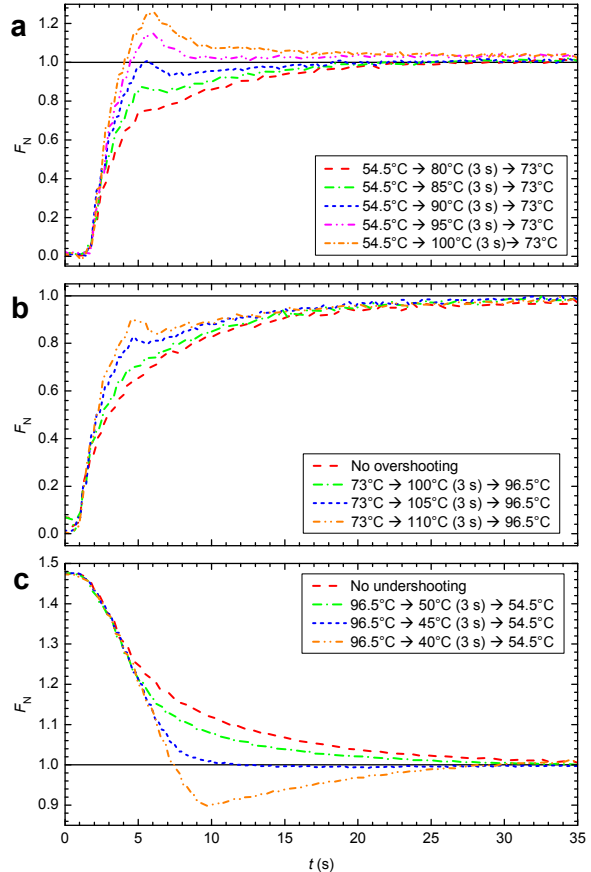 a
1.2
1.0
0.8
0.6
0.4
0.2
0.0
F_N
54.5°C → 80°C (3 s) → 73°C
54.5°C → 85°C (3 s) → 73°C
54.5°C → 90°C (3 s) → 73°C
54.5°C → 95°C (3 s) → 73°C
54.5°C → 100°C (3 s) → 73°C
b
1.0
0.8
0.6
0.4
0.2
0.0
F_N
No overshooting
73°C → 100°C (3 s) → 96.5°C
73°C → 105°C (3 s) → 96.5°C
73°C → 110°C (3 s) → 96.5°C
c
1.5
1.4
1.3
1.2
1.1
1.0
0.9
F_N
No undershooting
96.5°C → 50°C (3 s) → 54.5°C
96.5°C → 45°C (3 s) → 54.5°C
96.5°C → 40°C (3 s) → 54.5°C
0 5 10 15 20 25 30 35
t (s)